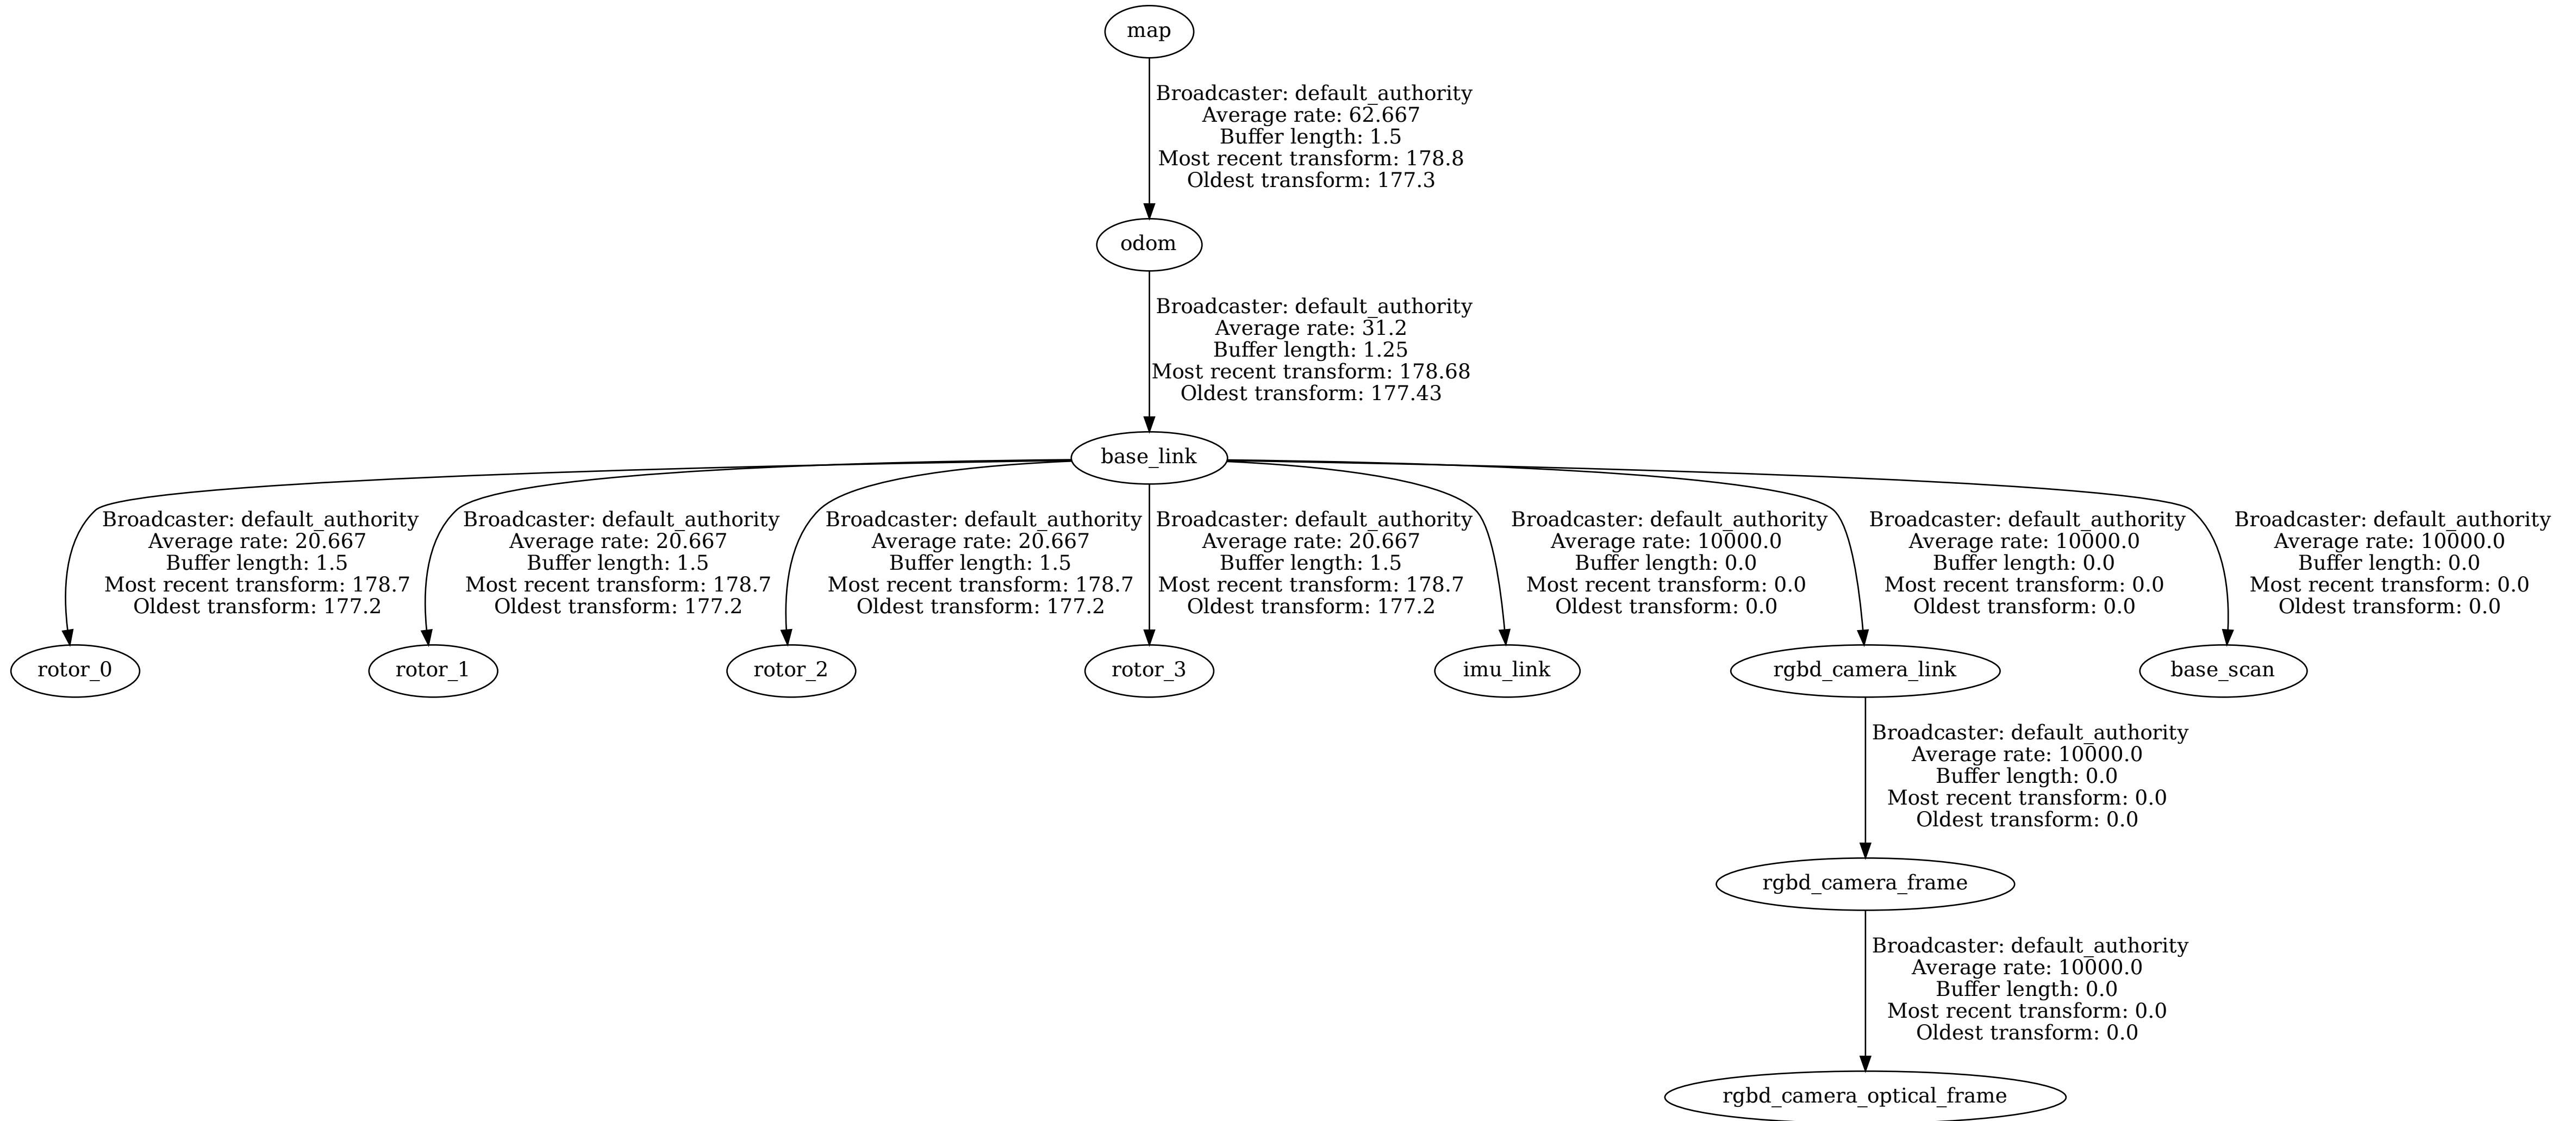 map
Broadcaster: default_authority
Average rate: 62.667
Buffer length: 1.5
Most recent transform: 178.8
Oldest transform: 177.3
odom
Broadcaster: default_authority
Average rate: 31.2
Buffer length: 1.25
Most recent transform: 178.68
Oldest transform: 177.43
base_link
Broadcaster: default_authority
Average rate: 20.667
Buffer length: 1.5
Most recent transform: 178.7
Oldest transform: 177.2
Broadcaster: default_authority
Average rate: 20.667
Buffer length: 1.5
Most recent transform: 178.7
Oldest transform: 177.2
Broadcaster: default_authority
Average rate: 20.667
Buffer length: 1.5
Most recent transform: 178.7
Oldest transform: 177.2
Broadcaster: default_authority
Average rate: 20.667
Buffer length: 1.5
Most recent transform: 178.7
Oldest transform: 177.2
Broadcaster: default_authority
Average rate: 10000.0
Buffer length: 0.0
Most recent transform: 0.0
Oldest transform: 0.0
Broadcaster: default_authority
Average rate: 10000.0
Buffer length: 0.0
Most recent transform: 0.0
Oldest transform: 0.0
Broadcaster: default_authority
Average rate: 10000.0
Buffer length: 0.0
Most recent transform: 0.0
Oldest transform: 0.0
rotor_0
rotor_1
rotor_2
rotor_3
imu_link
rgbd_camera_link
base_scan
Broadcaster: default_authority
Average rate: 10000.0
Buffer length: 0.0
Most recent transform: 0.0
Oldest transform: 0.0
rgbd_camera_frame
Broadcaster: default_authority
Average rate: 10000.0
Buffer length: 0.0
Most recent transform: 0.0
Oldest transform: 0.0
rgbd_camera_optical_frame